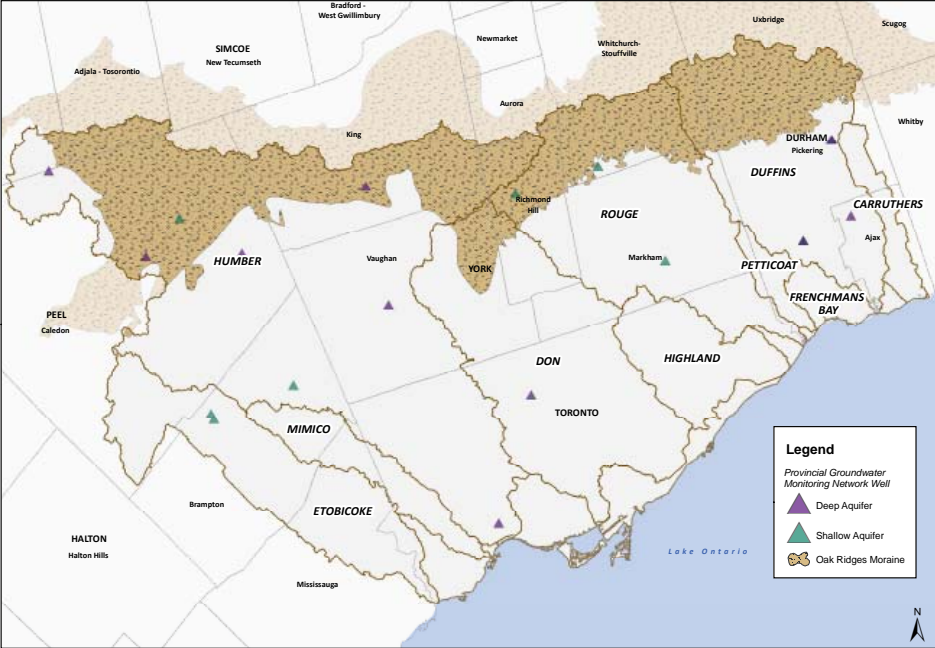 Bradford -
West Gwillimbury
Uxbridge
Scugog
SIMCOE
New Tecumseth
Newmarket
Whitchurch-
Stouffville
Adjala - Tosorontio
Aurora
King
Whitby
DURHAM
Pickering
DUFFINS
CARRUTHERS
Richmond
Hill
ROUGE
Ajax
HUMBER
Vaughan
YORK
Markham
PETTICOAT
FRENCHMANS
BAY
PEEL
Caledon
DON
HIGHLAND
TORONTO
MIMICO
Brampton
ETOBICOKE
HALTON
Halton Hills
Mississauga
Lake Ontario
Legend
Provincial Groundwater
Monitoring Network Well
Deep Aquifer
Shallow Aquifer
Oak Ridges Moraine
N